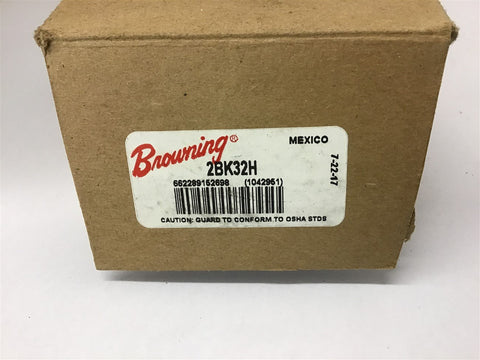 Browning® MEXICO
2BK32H
662289152698 (1042951)
CAUTION: GUARD TO CONFORM TO OSHA STDS
7-22-17